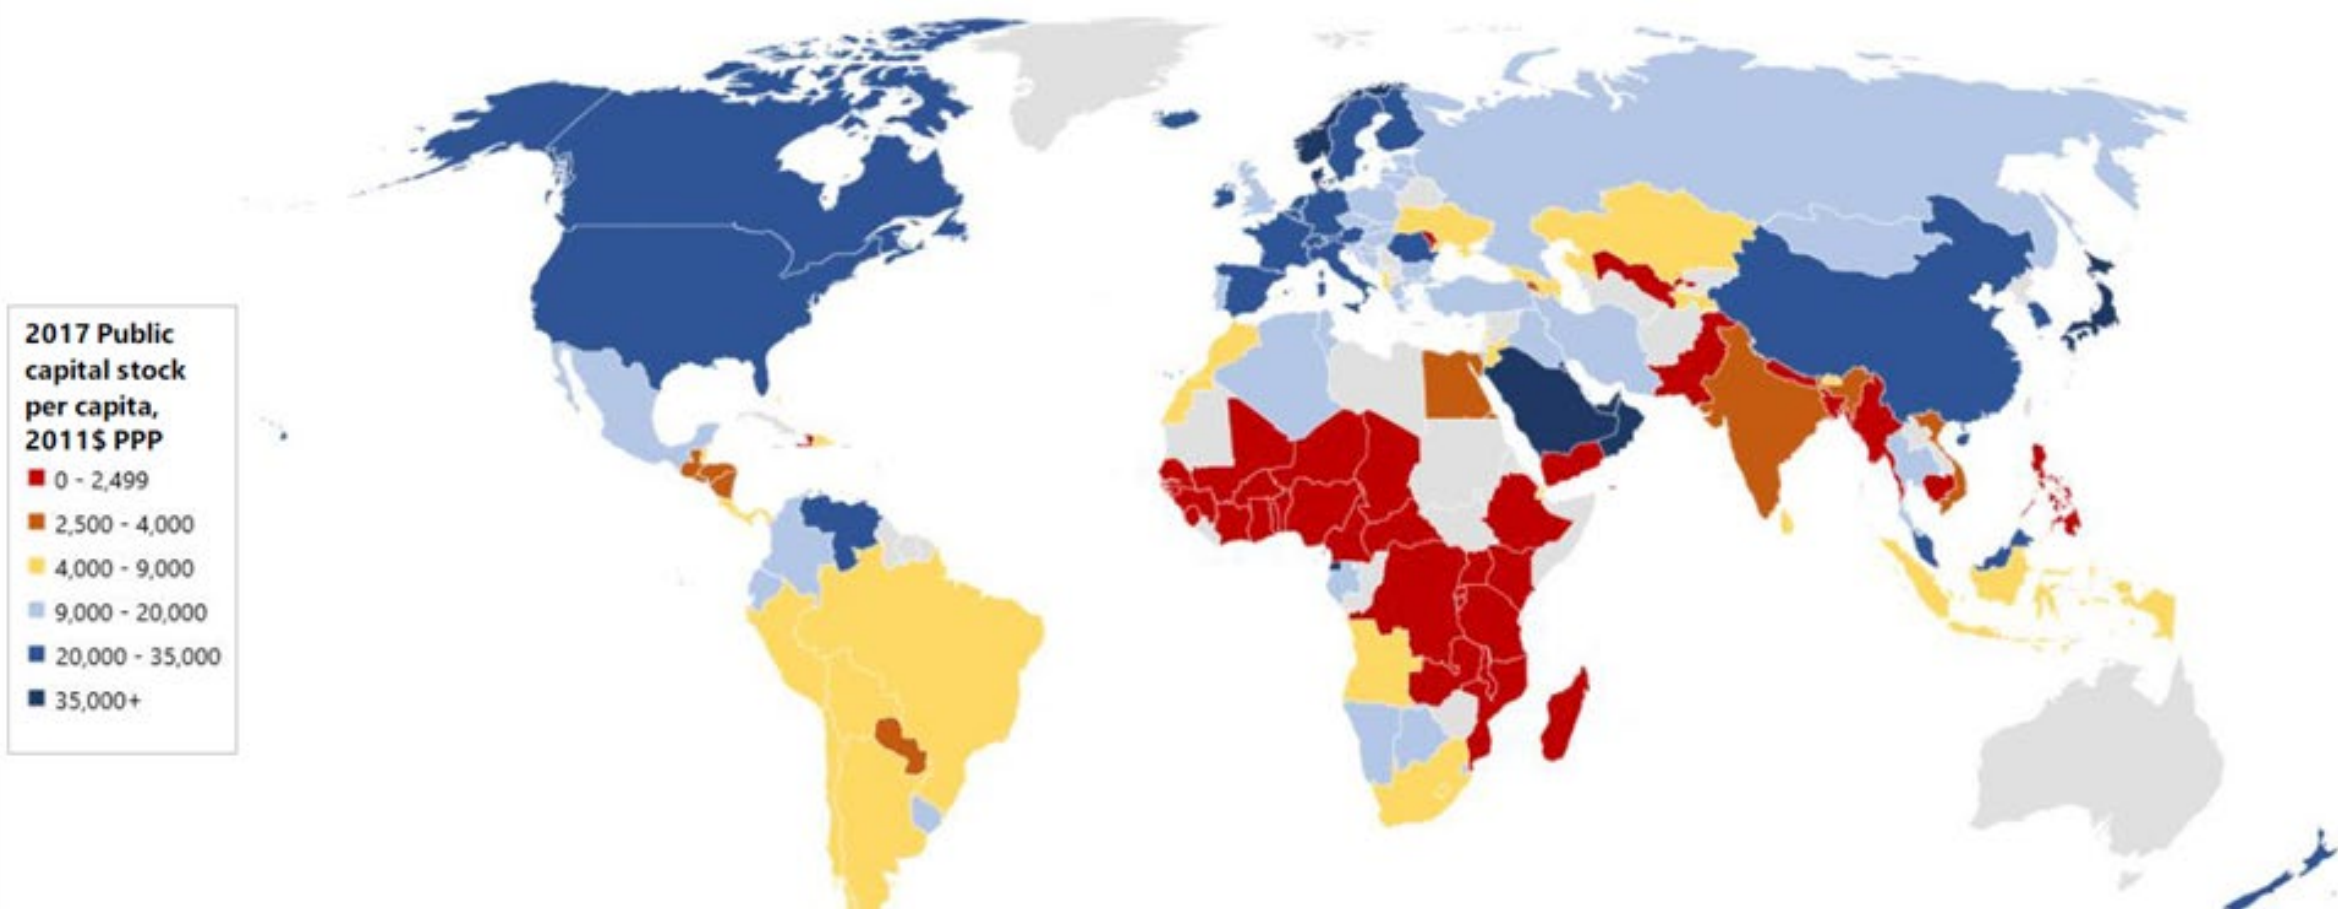 2017 Public
capital stock
per capita,
2011$ PPP
0 - 2,499
2,500 - 4,000
4,000 - 9,000
9,000 - 20,000
20,000 - 35,000
35,000+